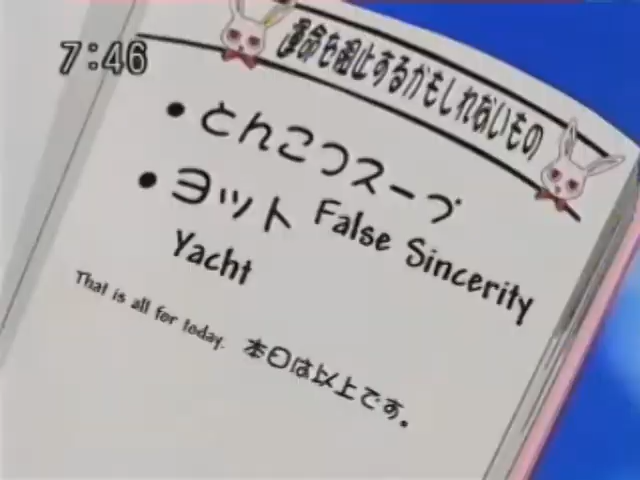 7:46
運命を阻止するかもしれないもの
• とんこつスープ
• ヨット False Sincerity
Yacht
That is all for today. 本日は以上です。